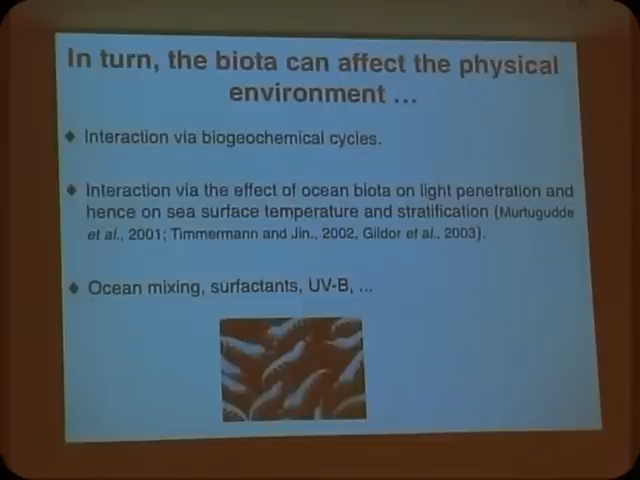 In turn, the biota can affect the physical
environment ...
♦ Interaction via biogeochemical cycles.
♦ Interaction via the effect of ocean biota on light penetration and
hence on sea surface temperature and stratification (Murtugudde
et al., 2001; Timmermann and Jin., 2002, Gildor et al., 2003).
♦ Ocean mixing, surfactants, UV-B, ...